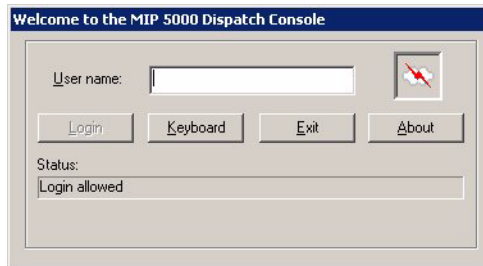 Welcome to the MIP 5000 Dispatch Console
User name:
Login Keyboard Exit About
Status:
Login allowed